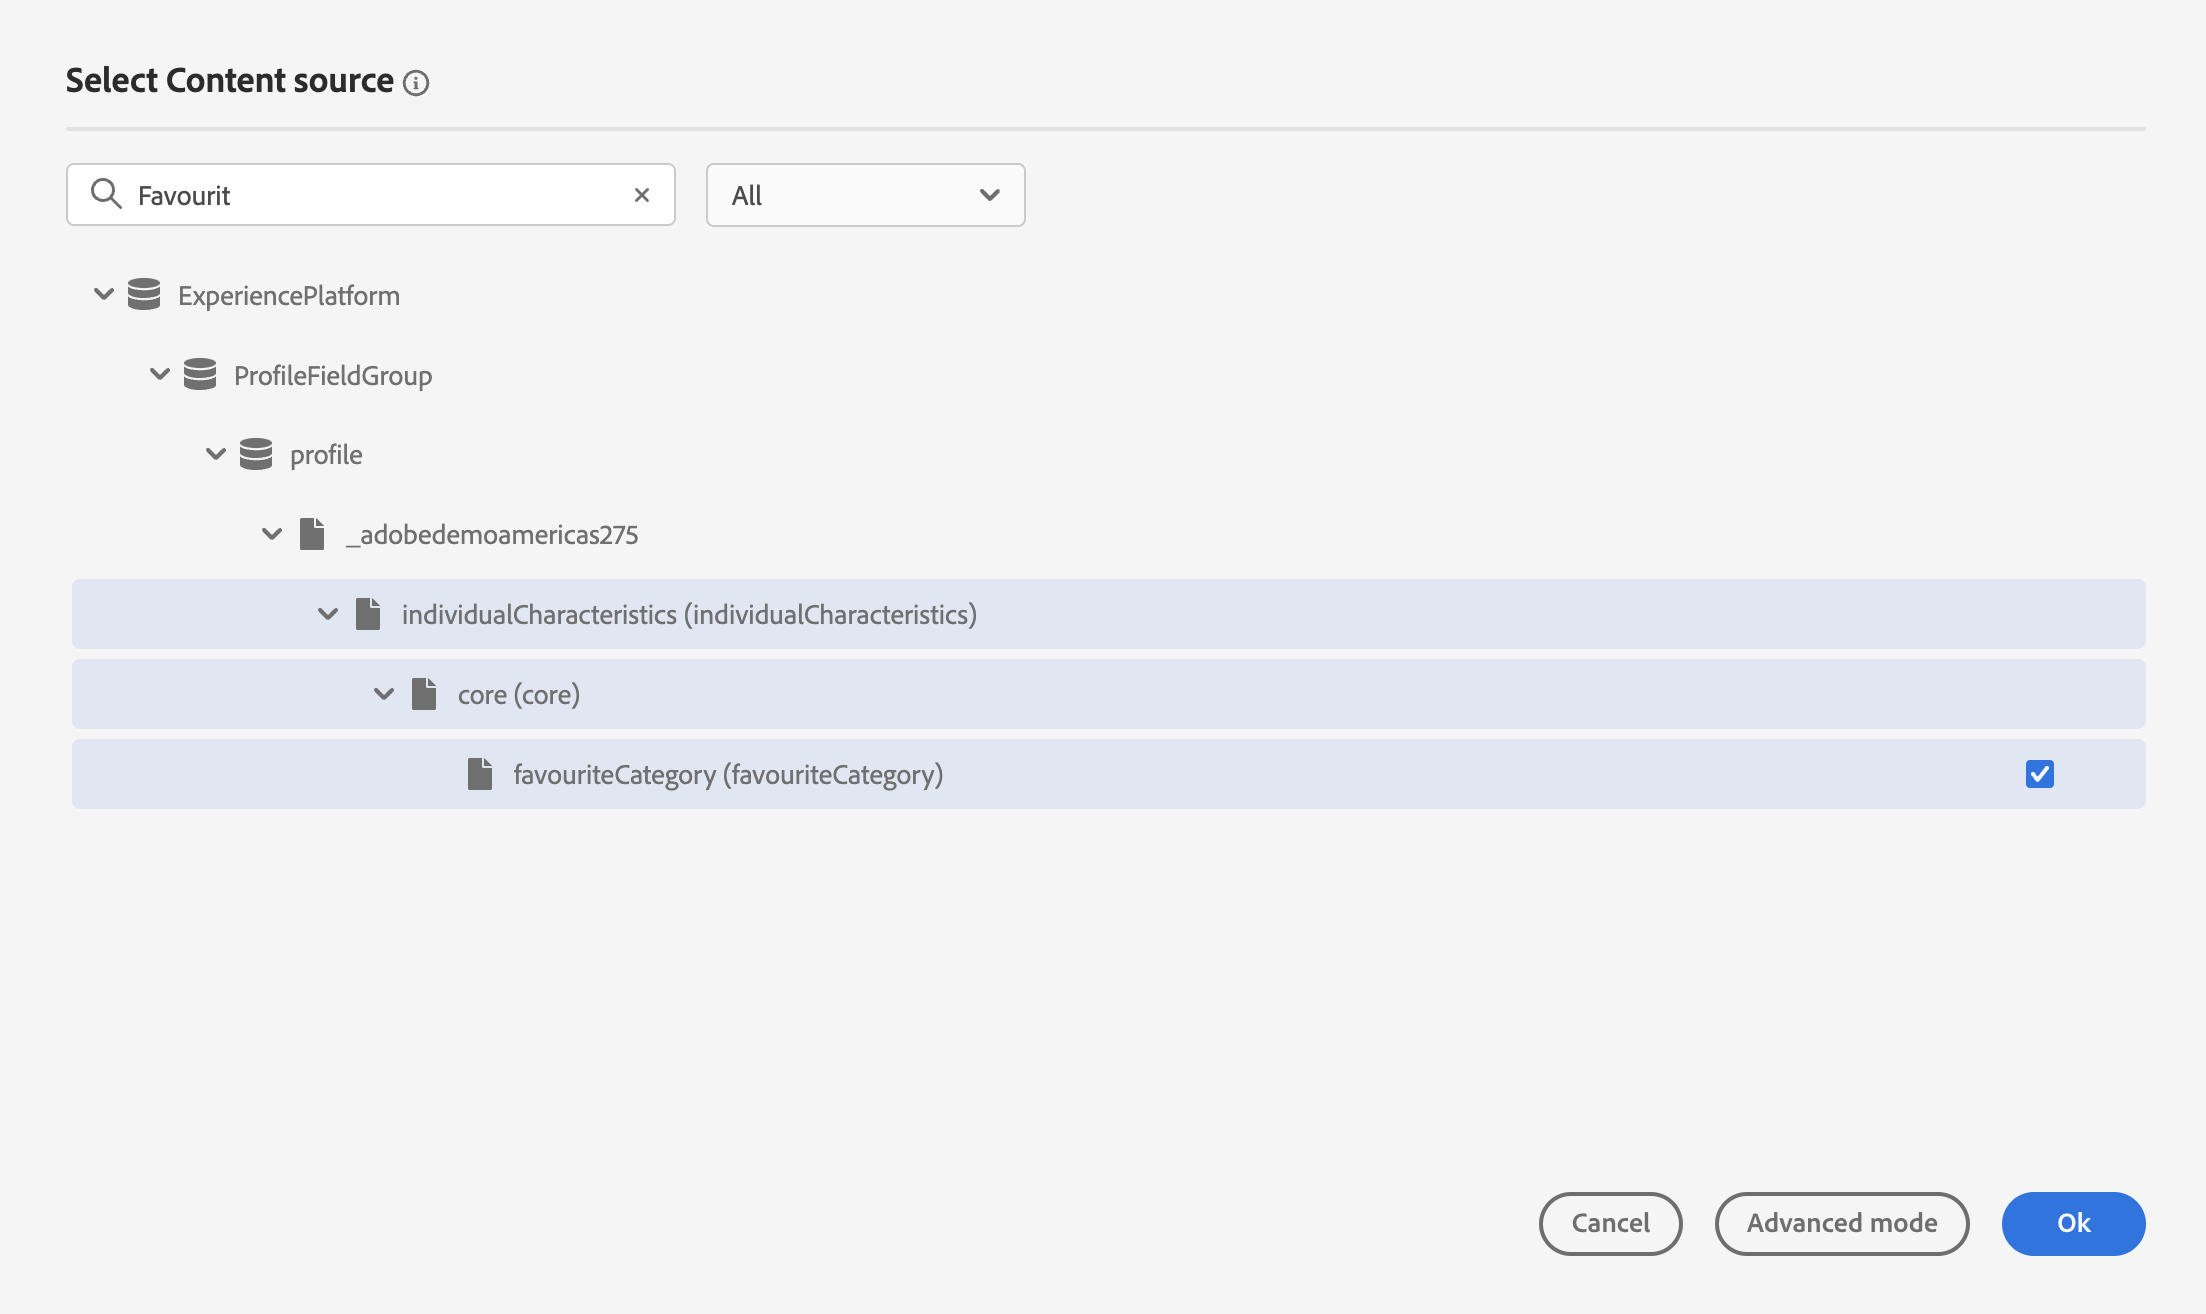 Select Content source
Favourit
All
ExperiencePlatform
ProfileFieldGroup
profile
_adobedemoamericas275
individualCharacteristics (individualCharacteristics)
core (core)
favouriteCategory (favouriteCategory)
Cancel
Advanced mode
Ok